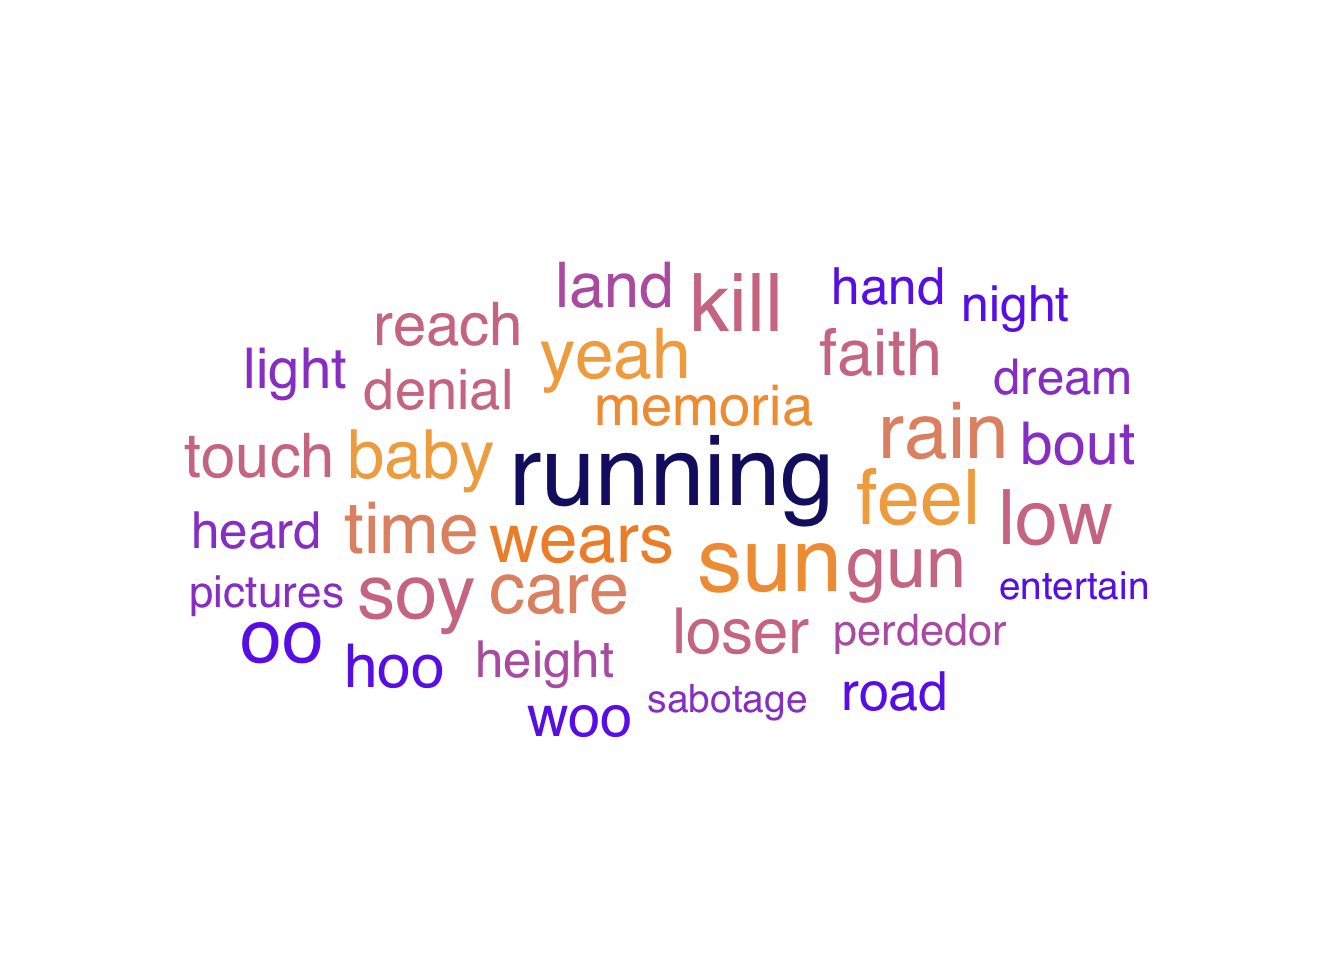 land kill hand night
reach yeah faith
light denial memoria dream
touch baby running rain bout
heard time wears feel low
pictures soy care sun gun entertain
oo hoo height loser perdedor
woo sabotage road